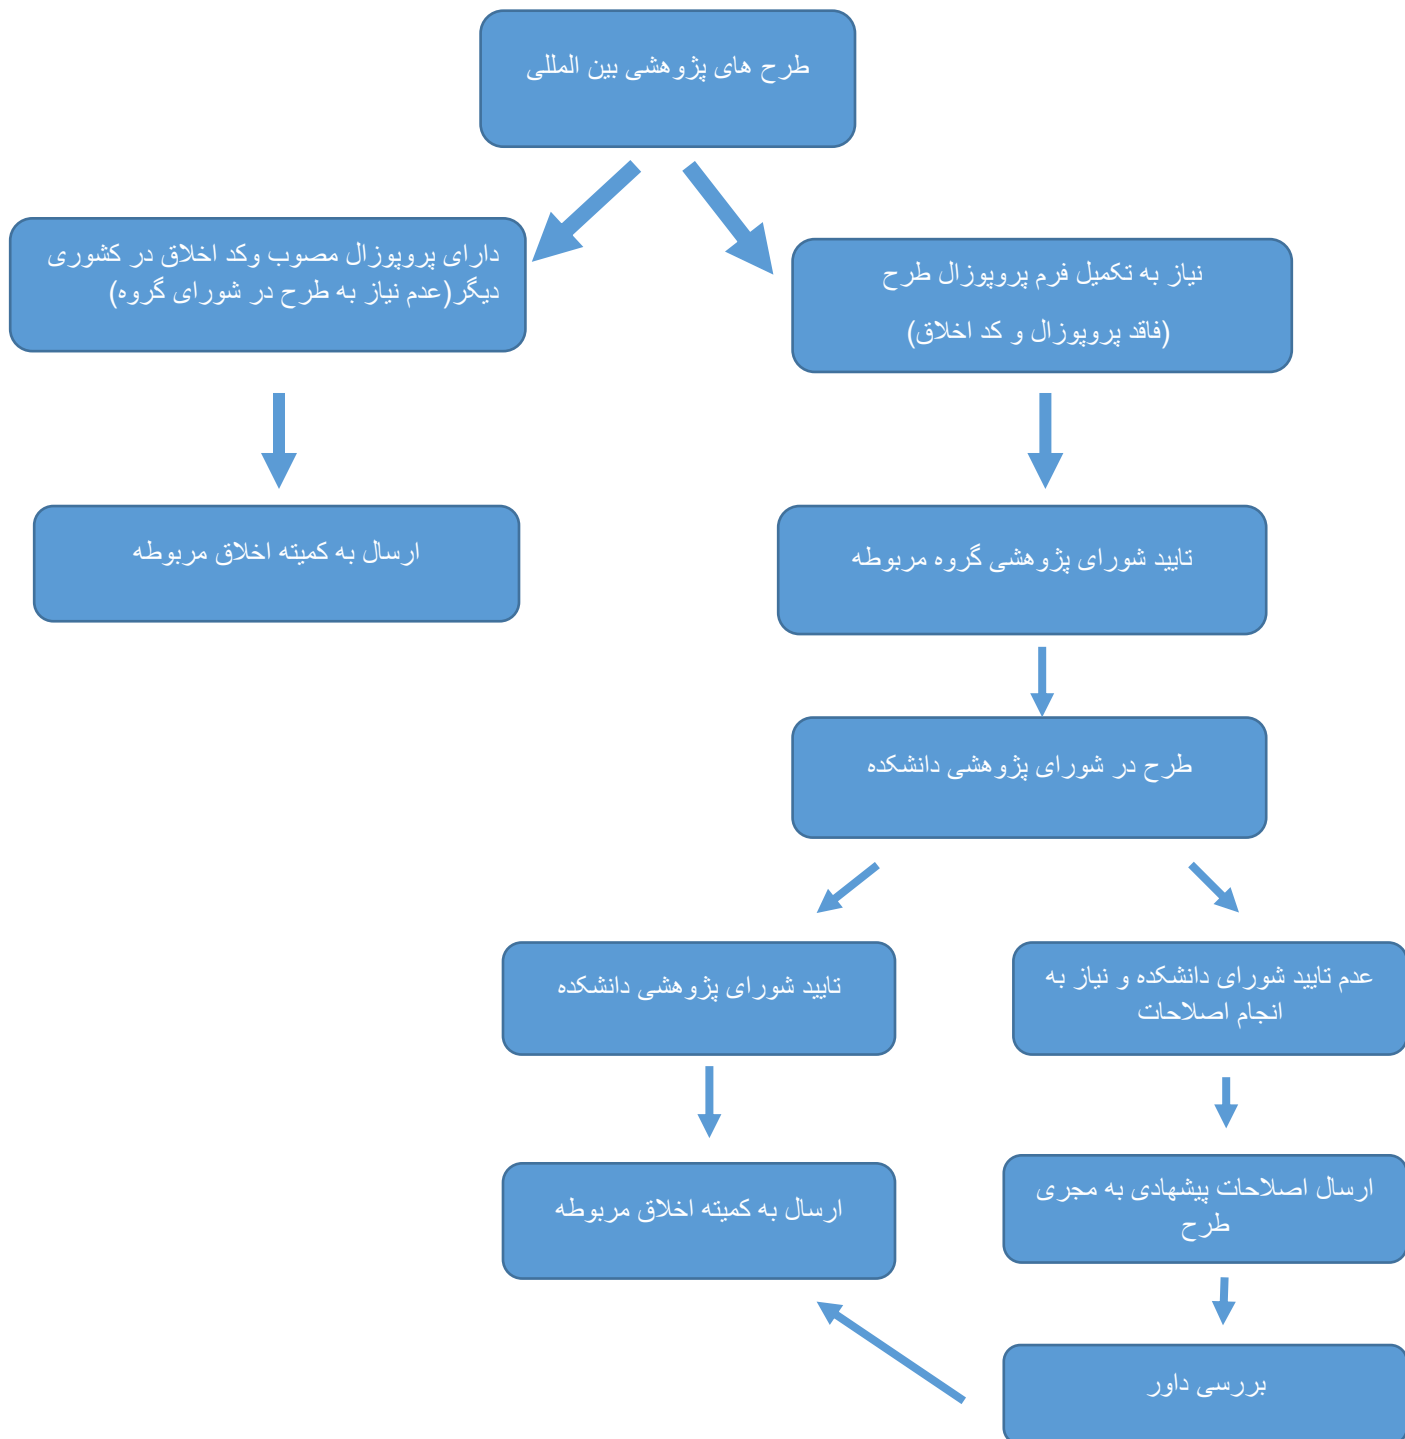 طرح های پژوهشی بین المللی
نیاز به تکمیل فرم پروپوزال طرح
(فاقد پروپوزال و کد اخلاق)
دارای پروپوزال مصوب وکد اخلاق در کشوری
دیگر(عدم نیاز به طرح در شورای گروه)
تایید شورای پژوهشی گروه مربوطه
ارسال به کمیته اخلاق مربوطه
طرح در شورای پژوهشی دانشکده
عدم تایید شورای دانشکده و نیاز به
انجام اصلاحات
تایید شورای پژوهشی دانشکده
ارسال اصلاحات پیشهادی به مجری
طرح
ارسال به کمیته اخلاق مربوطه
بررسی داور